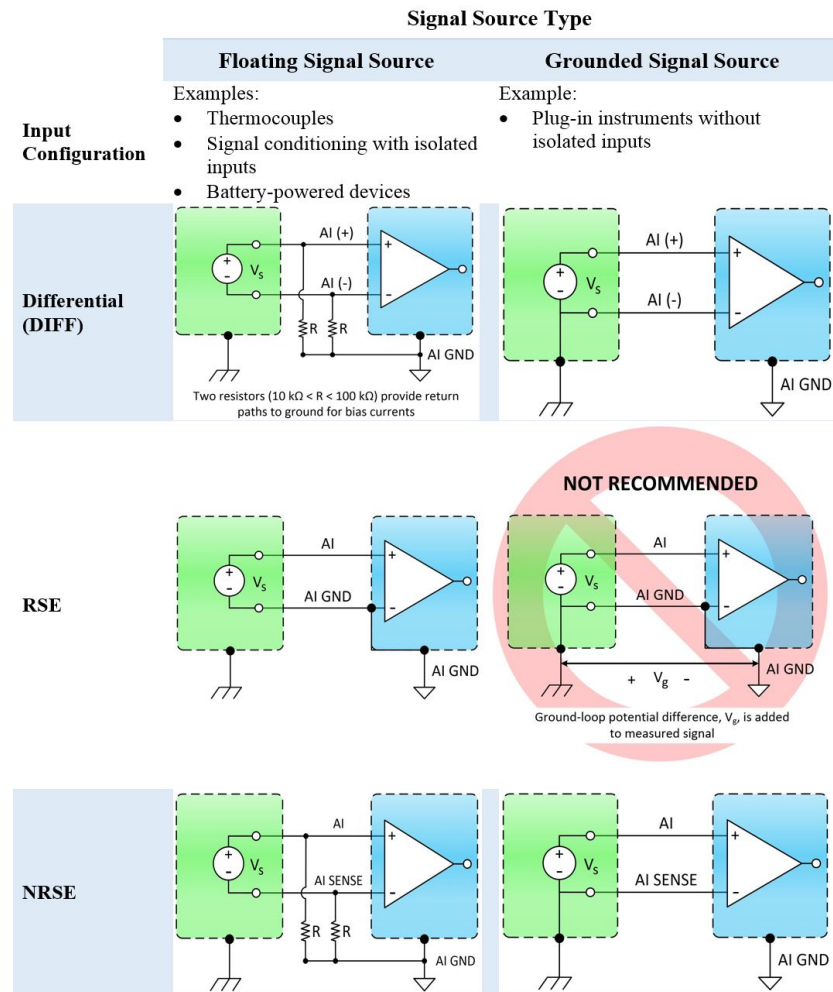 Signal Source Type
Floating Signal Source
Grounded Signal Source
Input
Configuration
Examples:
• Thermocouples
• Signal conditioning with isolated
inputs
• Battery-powered devices
Example:
• Plug-in instruments without
isolated inputs
Differential
(DIFF)
+
-
Vs
AI (+)
AI (-)
+
-
R
R
AI GND
Two resistors (10 kΩ < R < 100 kΩ) provide return
paths to ground for bias currents
+
-
Vs
AI (+)
AI (-)
+
-
AI GND
RSE
+
-
Vs
AI
AI GND
+
-
AI GND
NOT RECOMMENDED
+
-
Vs
AI
AI GND
+
-
AI GND
+ Vg -
Ground-loop potential difference, Vg, is added
to measured signal
NRSE
+
-
Vs
AI
AI SENSE
+
-
R
R
AI GND
+
-
Vs
AI
AI SENSE
+
-
AI GND